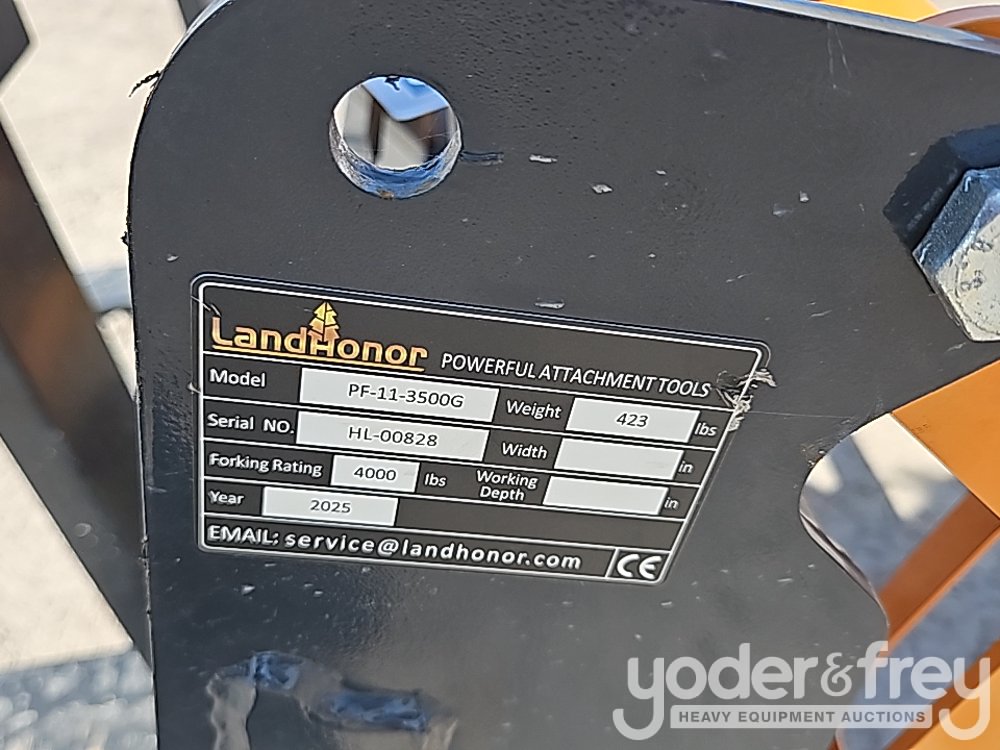 LandHonor POWERFUL ATTACHMENT TOOLS
Model PF-11-3500G Weight 423 lbs
Serial NO. HL-00828 Width in
Forking Rating 4000 lbs Working Depth in
Year 2025
EMAIL: service@landhonor.com CE
yoder&frey
HEAVY EQUIPMENT AUCTIONS